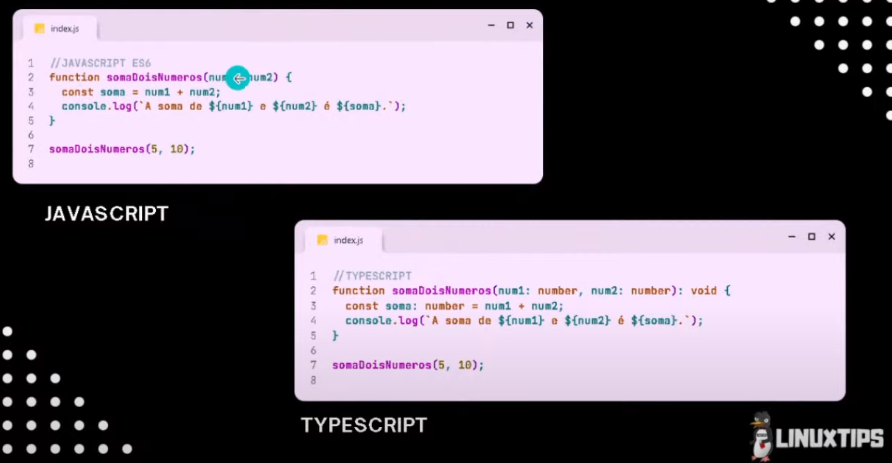 index.js
1 //JAVASCRIPT ES6
2 function somaDoisNumeros(num num2) {
3 const soma = num1 + num2;
4 console.log(`A soma de ${num1} e ${num2} é ${soma}.`);
5 }
6
7 somaDoisNumeros(5, 10);
8
JAVASCRIPT
index.js
1 //TYPESCRIPT
2 function somaDoisNumeros(num1: number, num2: number): void {
3 const soma: number = num1 + num2;
4 console.log(`A soma de ${num1} e ${num2} é ${soma}.`);
5 }
6
7 somaDoisNumeros(5, 10);
8
TYPESCRIPT
LINUXTIPS